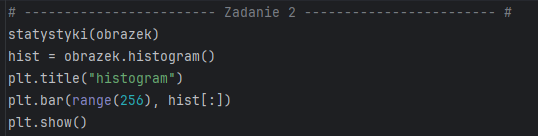 # ------------------------ Zadanie 2 ------------------------ #
statystyki(obrazek)
hist = obrazek.histogram()
plt.title("histogram")
plt.bar(range(256), hist[:])
plt.show()